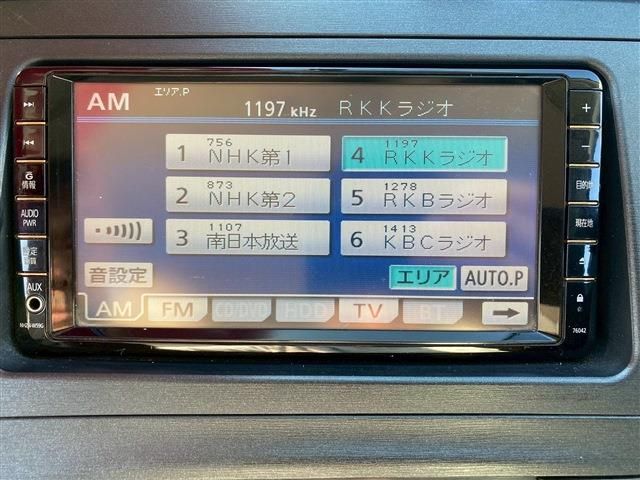 AM エリア.P
1197 kHz RKKラジオ
1 756 NHK第1
4 1197 RKKラジオ
2 873 NHK第2
5 1278 RKBラジオ
3 1107 南日本放送
6 1413 KBCラジオ
音設定
エリア AUTO.P
AM FM CD/DVD HDD TV BT
G
情報
AUDIO
PWR
AUX
+
−
目的地
現在地
76042